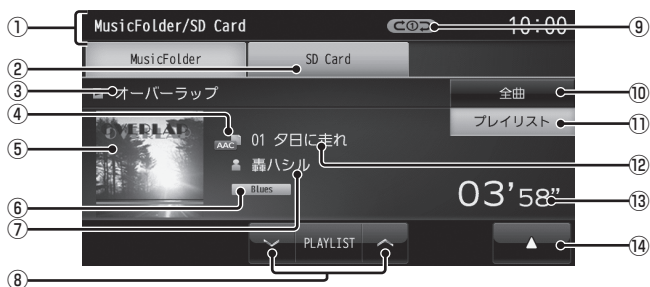 ① MusicFolder/SD Card 10:00 ⑨
② MusicFolder SD Card
③ オーバーラップ 全曲 ⑩
プレイリスト ⑪
④ AAC 01 夕日に走れ ⑫
⑤ OVERLAP
轟ハシル
⑥ Blues
⑦ 03'58” ⑬
PLAYLIST ⑭
⑧